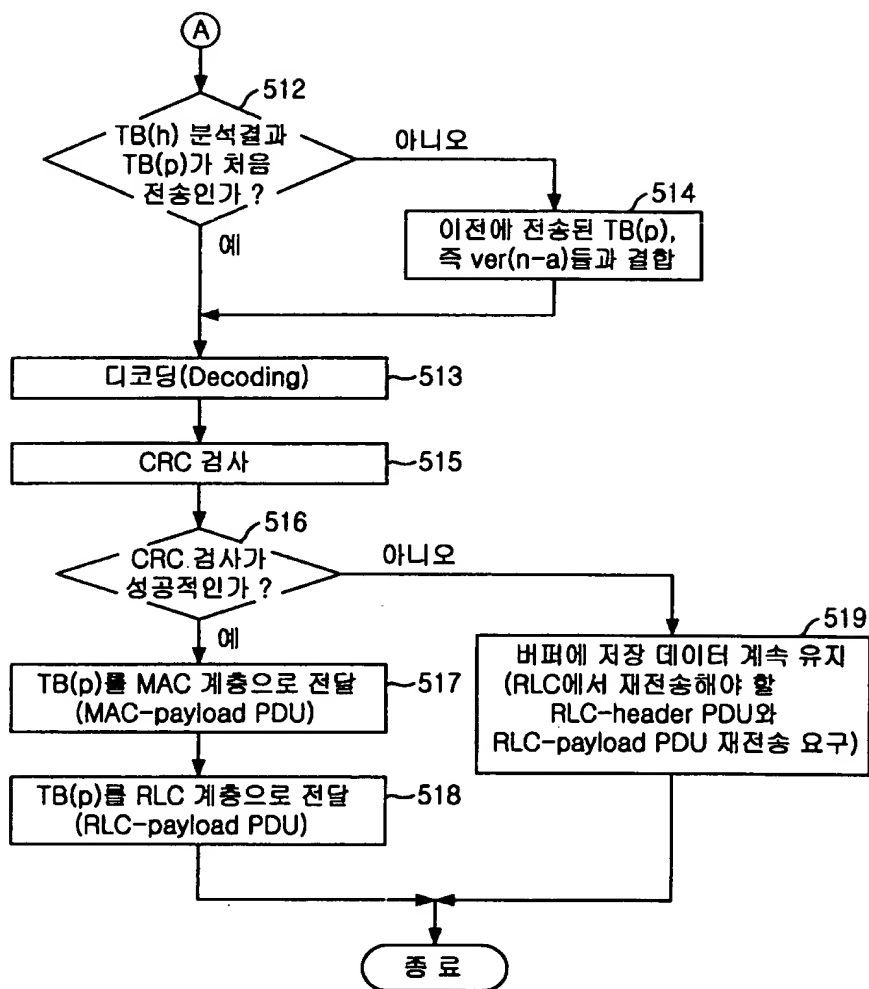 A
512
TB(h) 분석결과
TB(p)가 처음
전송인가 ?
아니오
예
514
이전에 전송된 TB(p),
즉 ver(n-a)들과 결합
디코딩(Decoding)
513
CRC 검사
515
516
CRC 검사가
성공적인가 ?
아니오
예
519
버퍼에 저장 데이터 계속 유지
(RLC에서 재전송해야 할
RLC-header PDU와
RLC-payload PDU 재전송 요구)
TB(p)를 MAC 계층으로 전달
(MAC-payload PDU)
517
TB(p)를 RLC 계층으로 전달
(RLC-payload PDU)
518
종 료